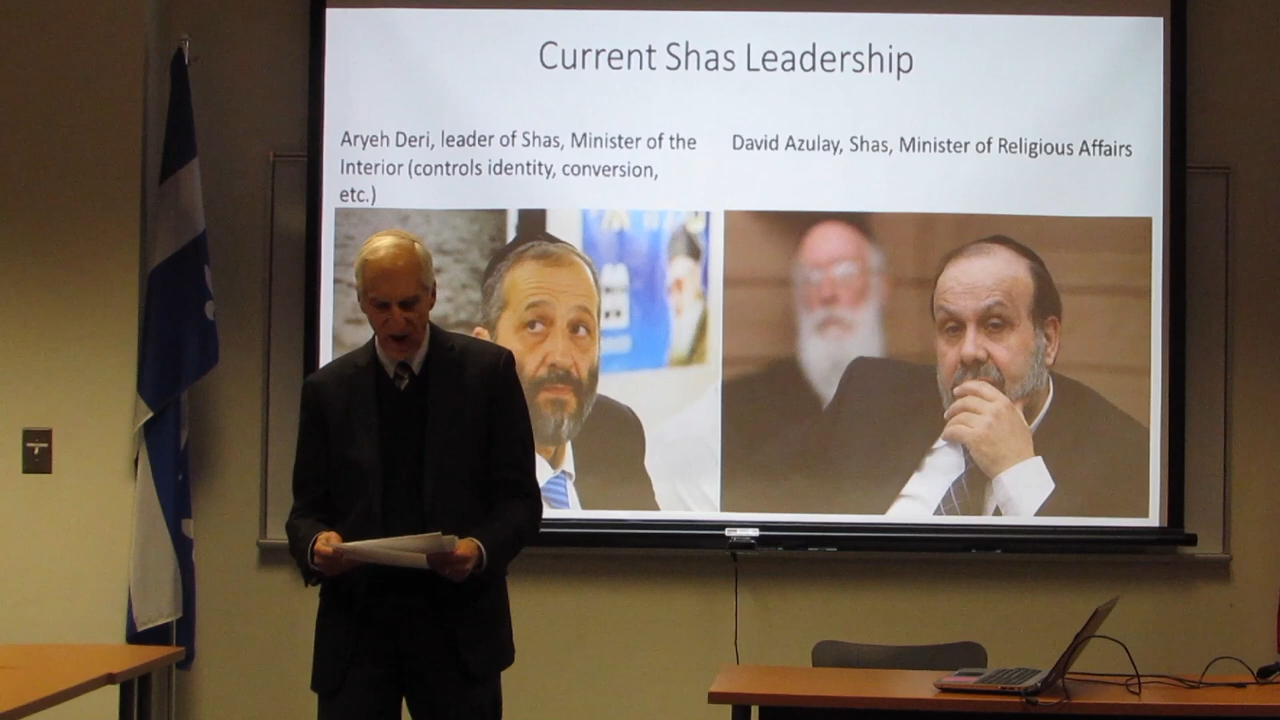 Current Shas Leadership
Aryeh Deri, leader of Shas, Minister of the
Interior (controls identity, conversion,
etc.)
David Azulay, Shas, Minister of Religious Affairs